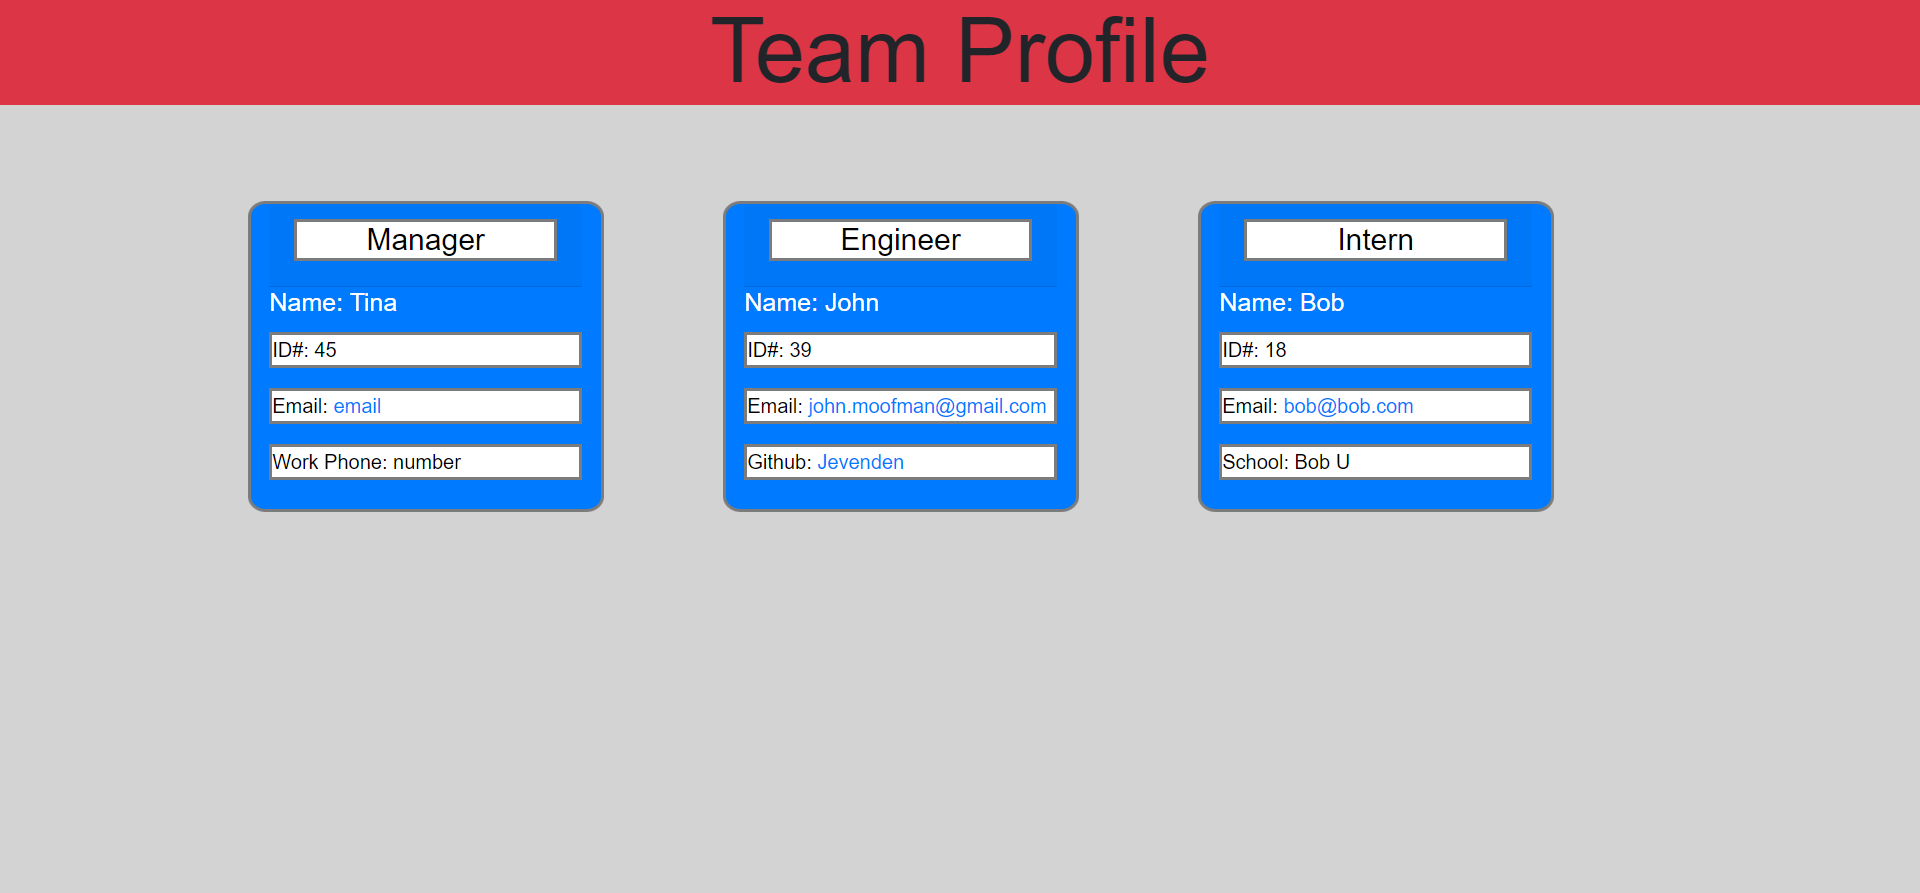 Team Profile
Manager
Name: Tina
ID#: 45
Email: email
Work Phone: number
Engineer
Name: John
ID#: 39
Email: john.moofman@gmail.com
Github: Jevenden
Intern
Name: Bob
ID#: 18
Email: bob@bob.com
School: Bob U